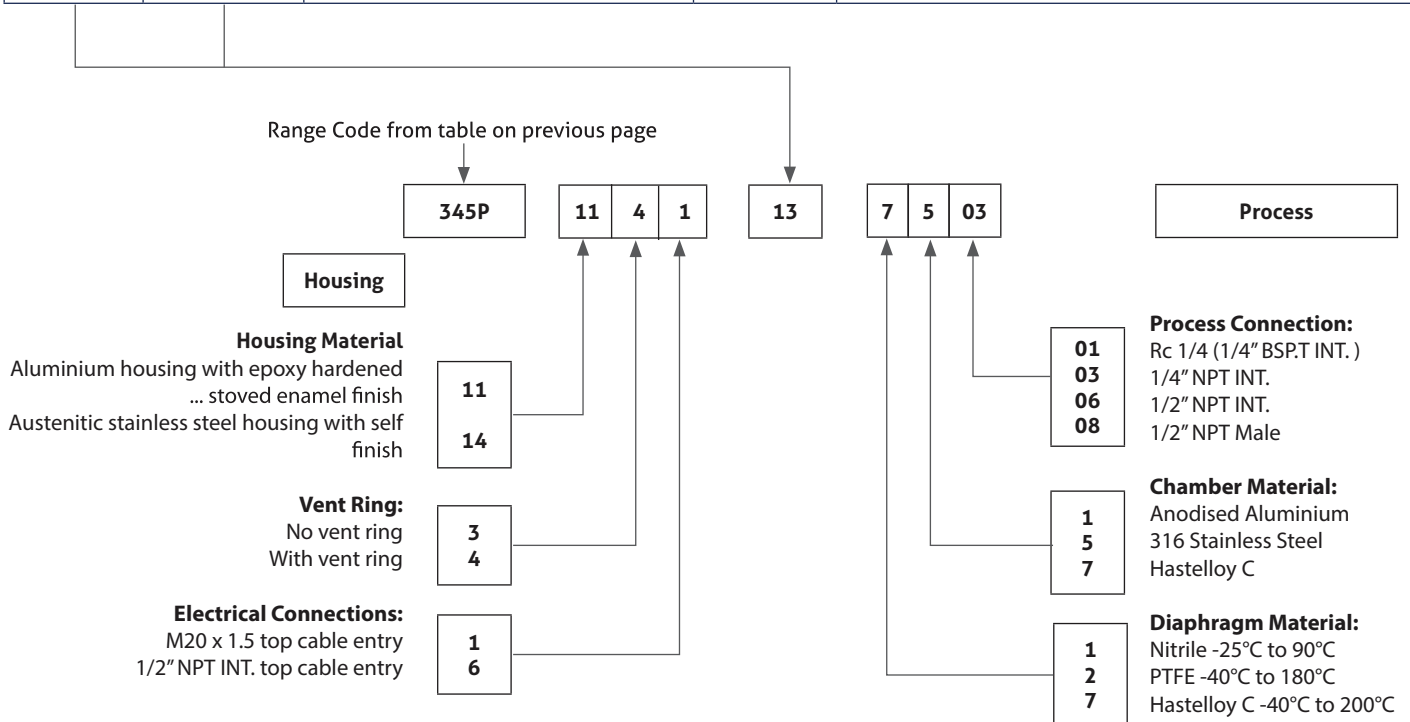 Range Code from table on previous page
345P
11 4 1
13
7 5 03
Process
Housing
Housing Material
Aluminium housing with epoxy hardened
... stoved enamel finish
Austenitic stainless steel housing with self
finish
11
14
Vent Ring:
No vent ring
With vent ring
3
4
Electrical Connections:
M20 x 1.5 top cable entry
1/2” NPT INT. top cable entry
1
6
Process Connection:
01 Rc 1/4 (1/4” BSP.T INT. )
03 1/4” NPT INT.
06 1/2” NPT INT.
08 1/2” NPT Male
Chamber Material:
1 Anodised Aluminium
5 316 Stainless Steel
7 Hastelloy C
Diaphragm Material:
1 Nitrile -25°C to 90°C
2 PTFE -40°C to 180°C
7 Hastelloy C -40°C to 200°C